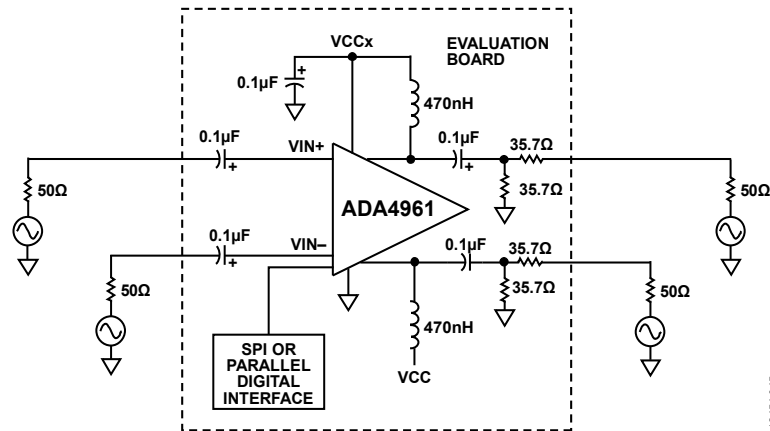 VCCx
EVALUATION
BOARD
0.1µF
+
470nH
0.1µF
+
VIN+
0.1µF
+
35.7Ω
50Ω
35.7Ω
50Ω
ADA4961
0.1µF
+
VIN–
0.1µF
35.7Ω
50Ω
35.7Ω
50Ω
470nH
SPI OR
PARALLEL
DIGITAL
INTERFACE
VCC